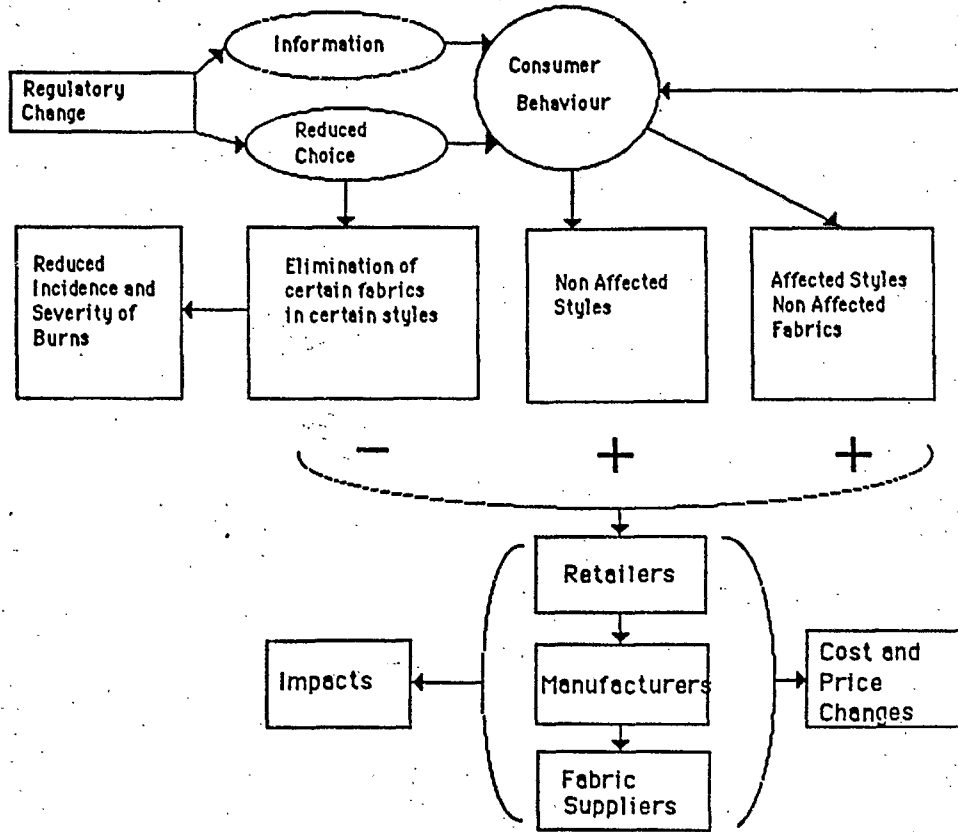 Information
Consumer
Behaviour
Regulatory
Change
Reduced
Choice
Reduced
Incidence and
Severity of
Burns
Elimination of
certain fabrics
in certain styles
Non Affected
Styles
Affected Styles
Non Affected
Fabrics
−
+
+
Retailers
Impacts
Manufacturers
Cost and
Price
Changes
Fabric
Suppliers